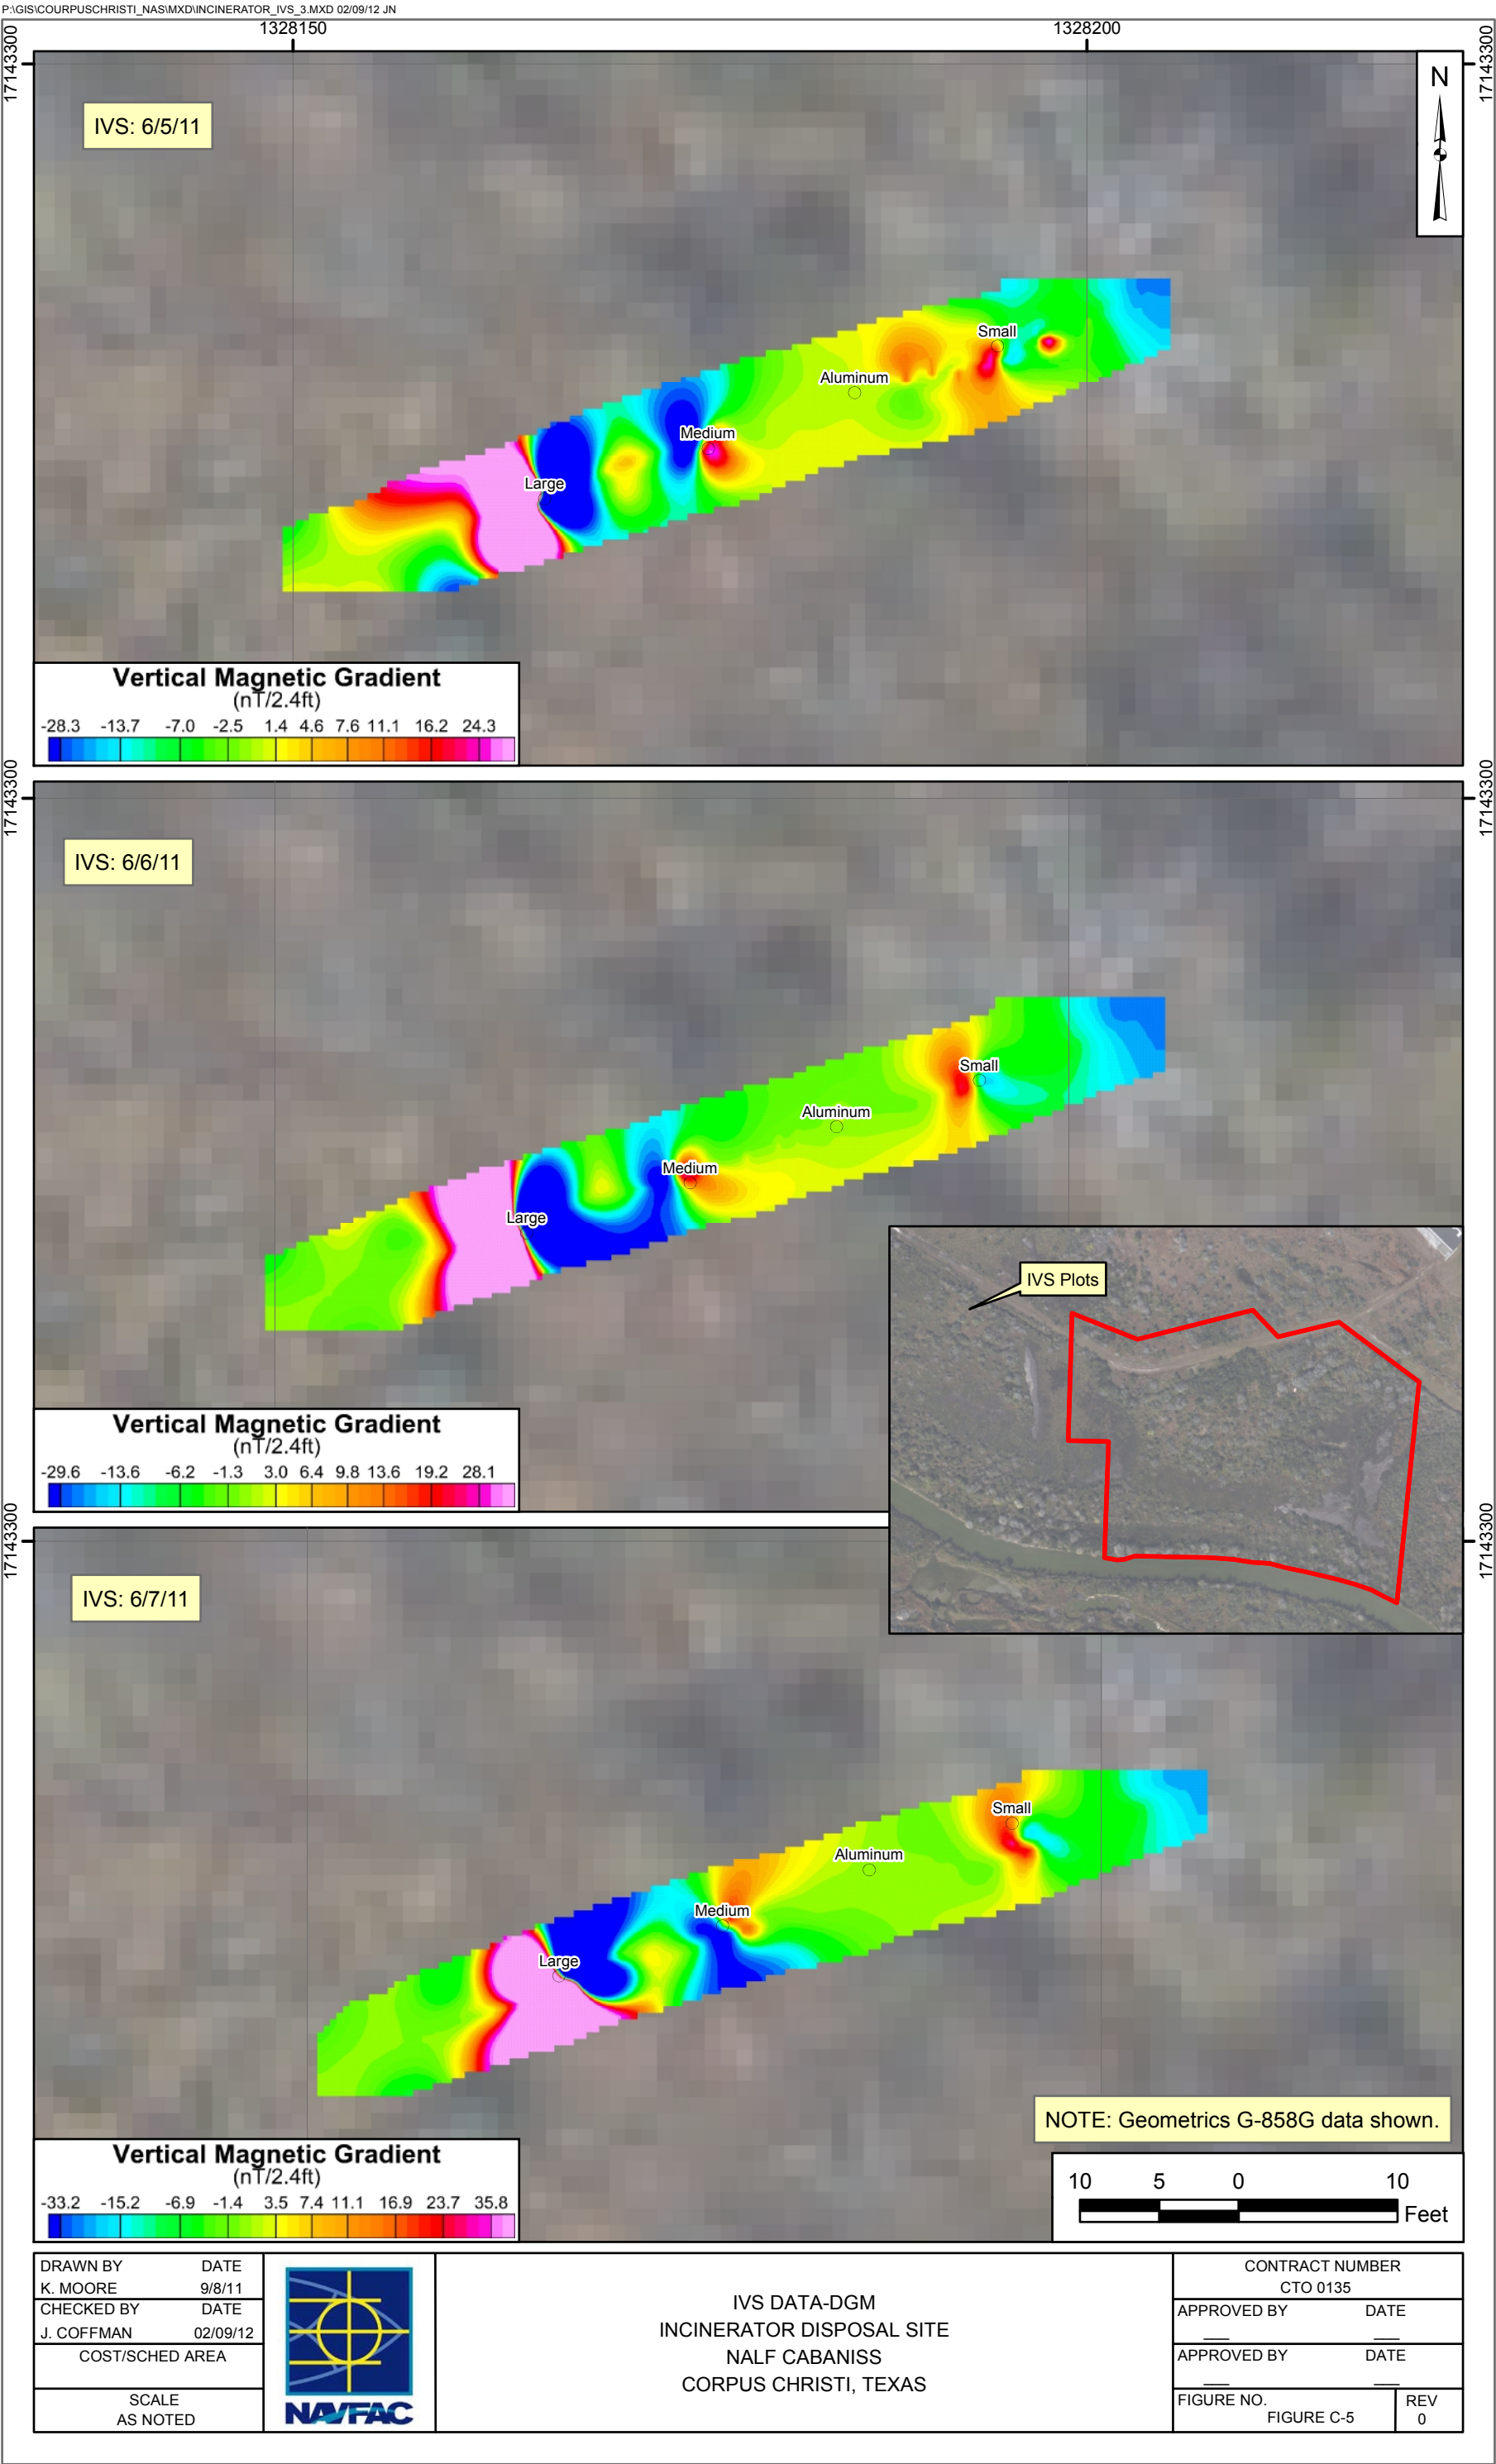 P:\GIS\COURPUSCHRISTI_NAS\MXD\INCINERATOR_IVS_3.MXD 02/09/12 JN
1328150
1328200
17143300
17143300
IVS: 6/5/11
N
Small
Aluminum
Medium
Large
Vertical Magnetic Gradient
(nT/2.4ft)
-28.3 -13.7 -7.0 -2.5 1.4 4.6 7.6 11.1 16.2 24.3
17143300
17143300
IVS: 6/6/11
Small
Aluminum
Medium
Large
IVS Plots
Vertical Magnetic Gradient
(nT/2.4ft)
-29.6 -13.6 -6.2 -1.3 3.0 6.4 9.8 13.6 19.2 28.1
17143300
17143300
IVS: 6/7/11
Small
Aluminum
Medium
Large
NOTE: Geometrics G-858G data shown.
Vertical Magnetic Gradient
(nT/2.4ft)
-33.2 -15.2 -6.9 -1.4 3.5 7.4 11.1 16.9 23.7 35.8
10 5 0 10
Feet
DRAWN BY DATE
K. MOORE 9/8/11
CHECKED BY DATE
J. COFFMAN 02/09/12
COST/SCHED AREA
SCALE
AS NOTED
NAVFAC
IVS DATA-DGM
INCINERATOR DISPOSAL SITE
NALF CABANISS
CORPUS CHRISTI, TEXAS
CONTRACT NUMBER
CTO 0135
APPROVED BY DATE
___ ___
APPROVED BY DATE
___ ___
FIGURE NO.
FIGURE C-5
REV
0